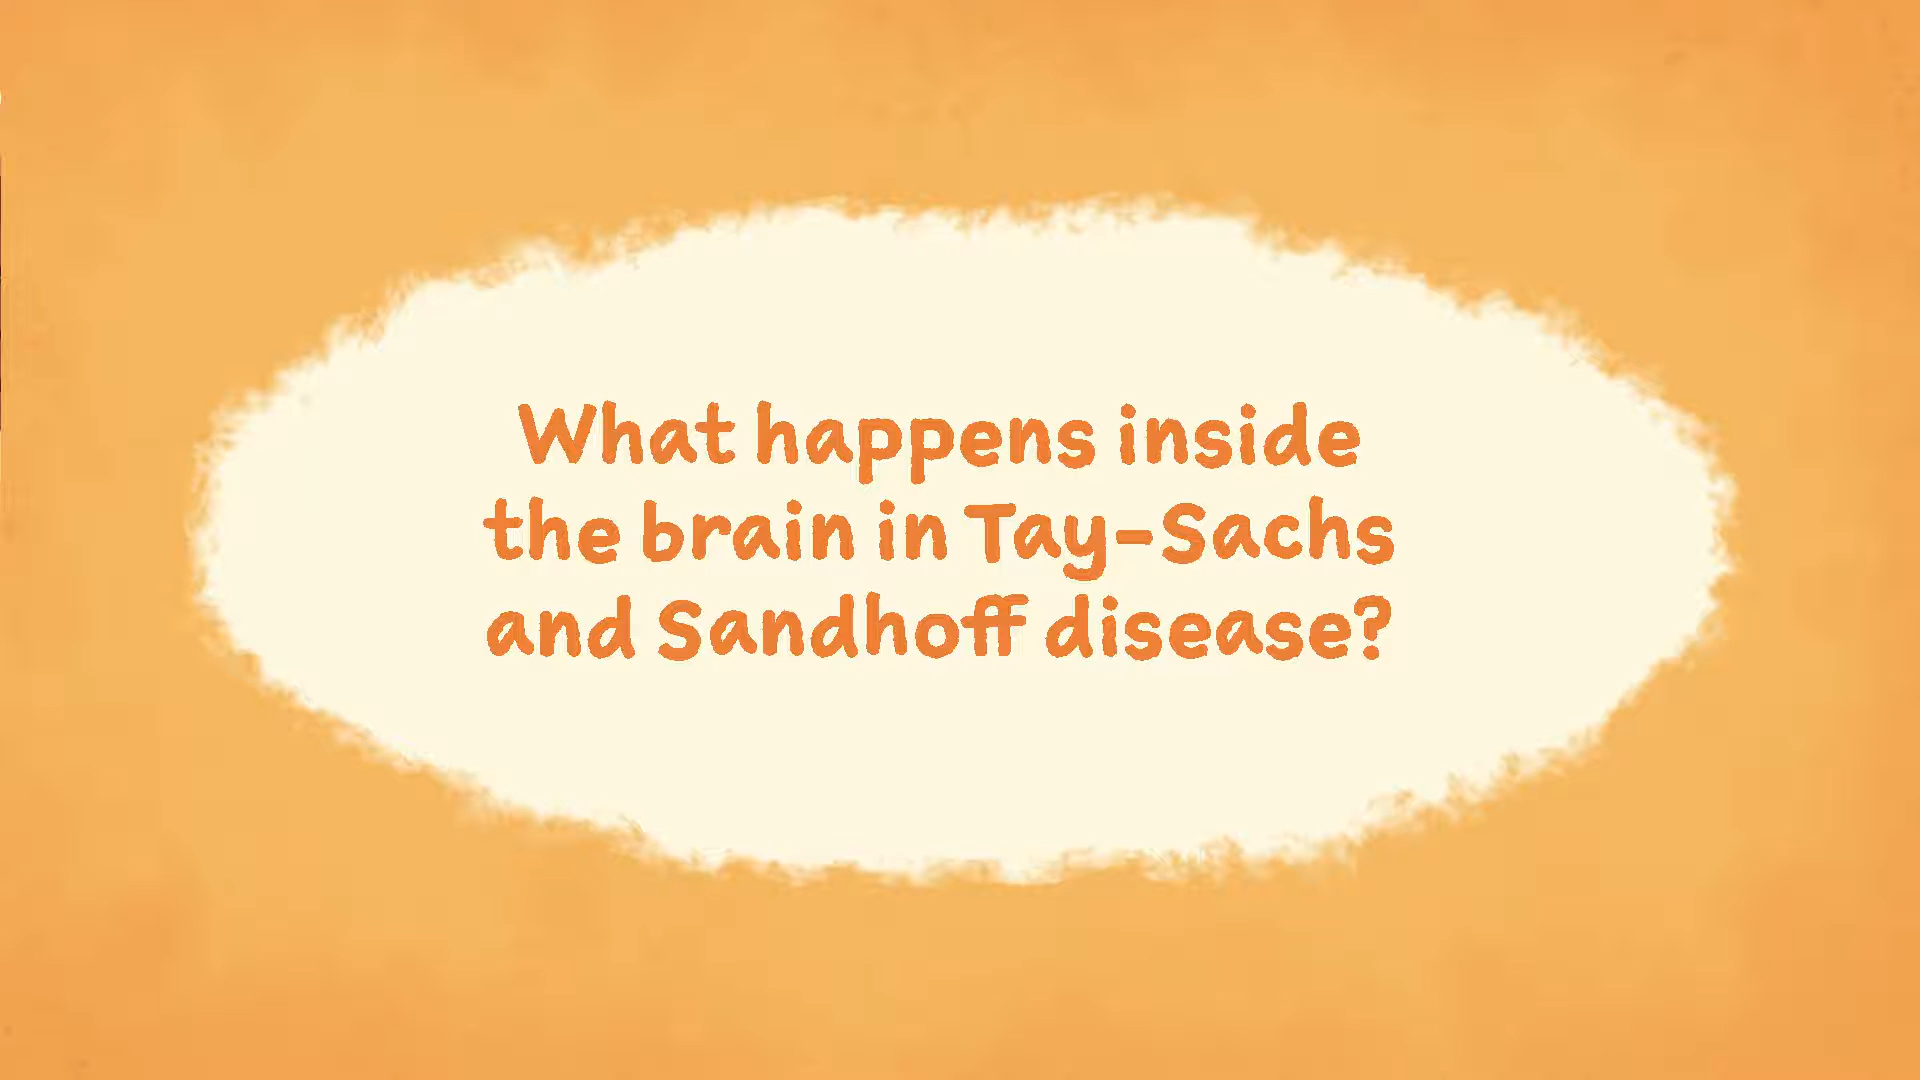 What happens inside
the brain in Tay-Sachs
and Sandhoff disease?